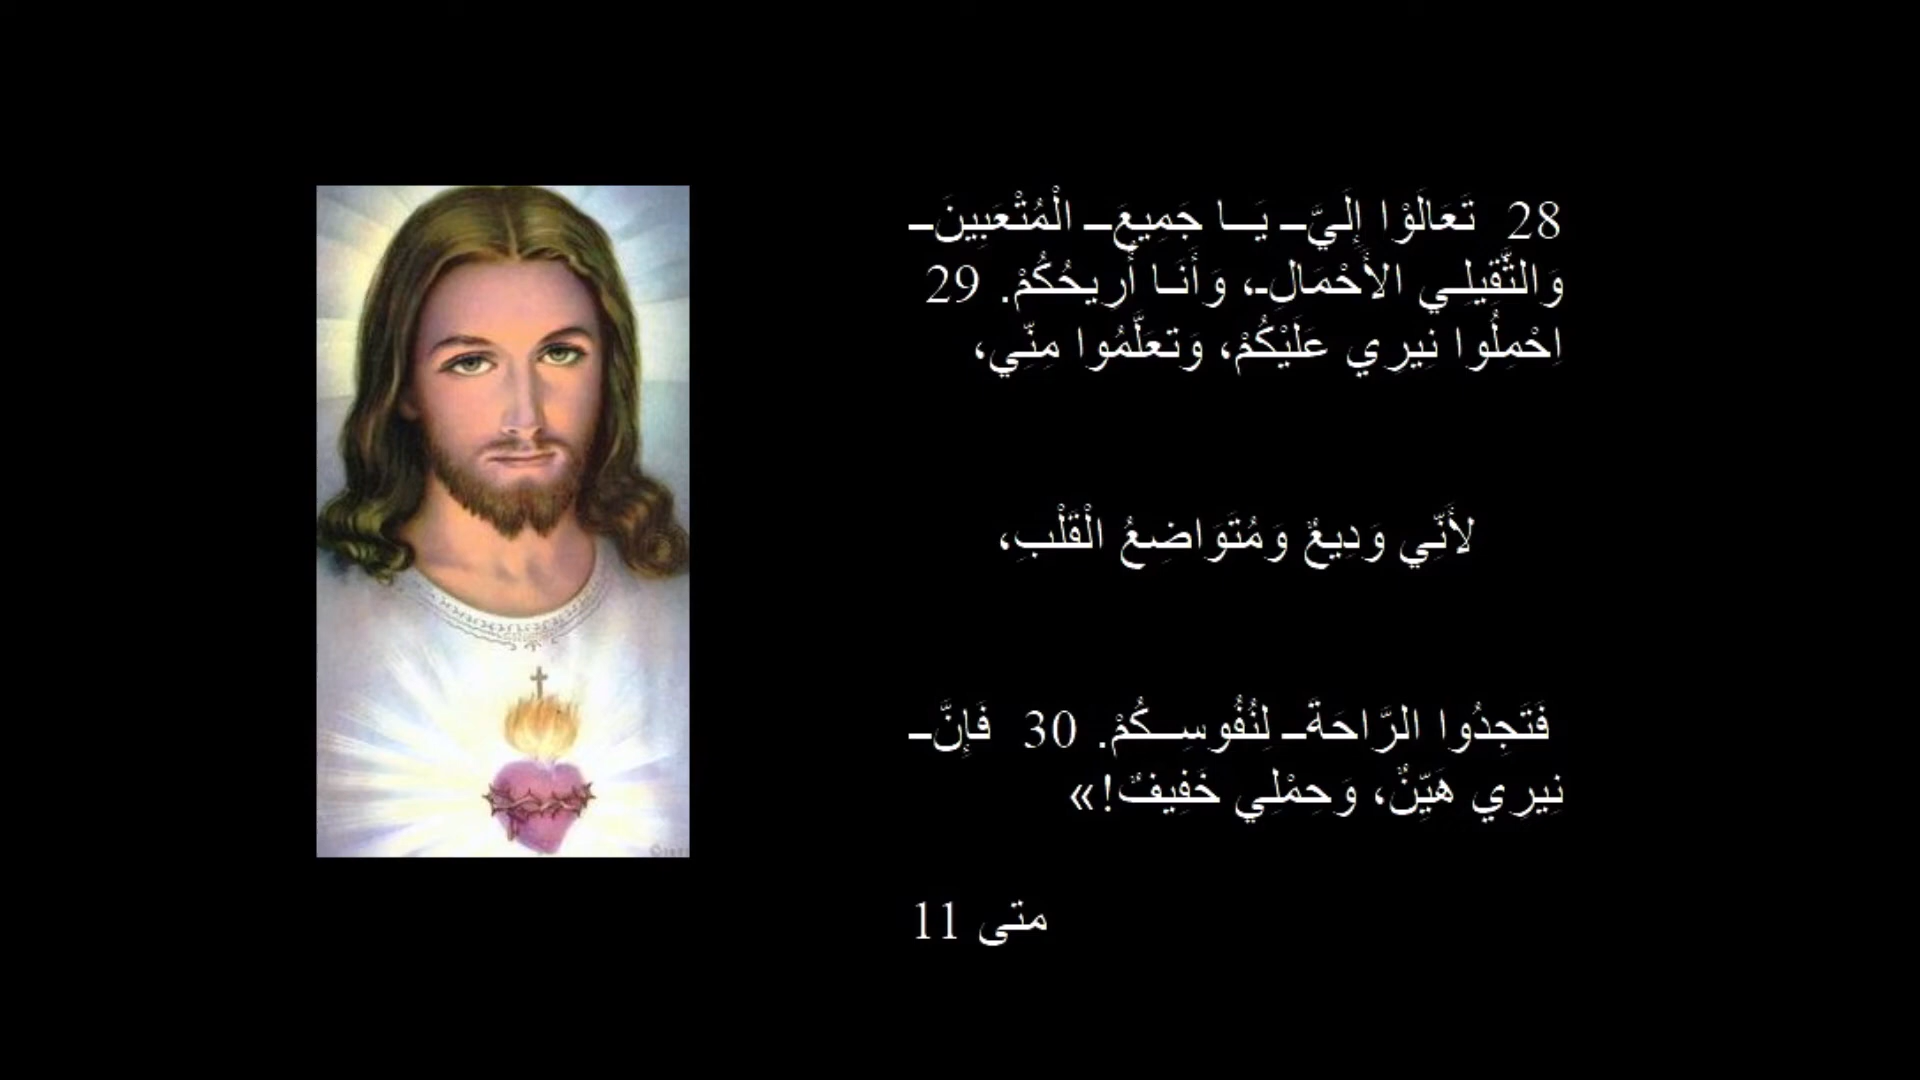 28 تَعَالَوْا إِلَيَّ يَا جَمِيعَ الْمُتْعَبِينَ
وَالثَّقِيلِي الأَحْمَالِ، وَأَنَا أُرِيحُكُمْ. 29
اِحْمِلُوا نِيرِي عَلَيْكُمْ، وَتعَلَّمُوا مِنِّي،
لأَنِّي وَدِيعٌ وَمُتَوَاضِعُ الْقَلْبِ،
فَتَجِدُوا الرَّاحَةَ لِنُفُوسِكُمْ. 30 فَإِنَّ
نِيرِي هَيِّنٌ، وَحِمْلِي خَفِيفٌ!»
متى 11